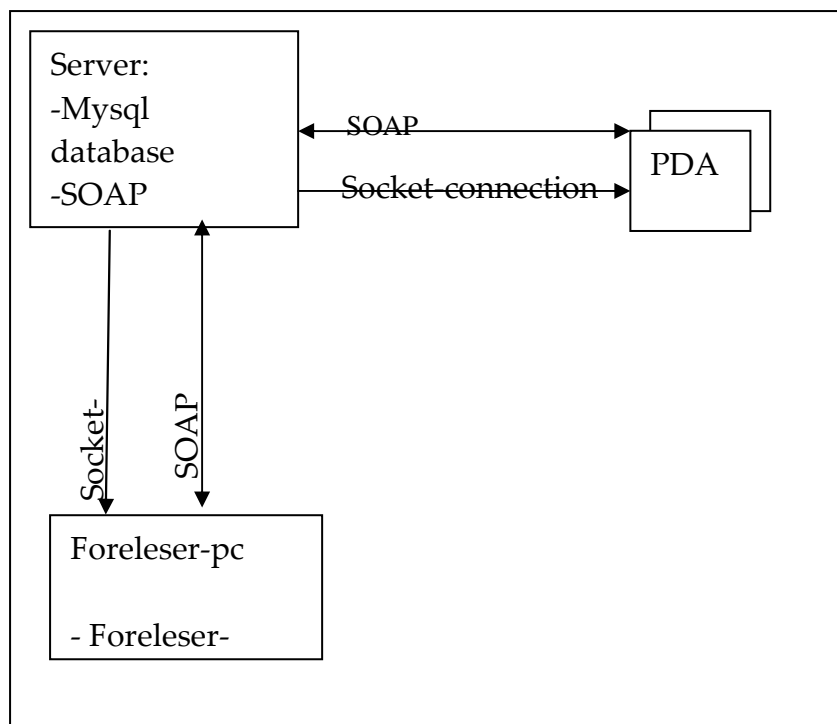 Server:
-Mysql
database
-SOAP
SOAP
Socket-connection
PDA
Socket-
SOAP
Foreleser-pc
- Foreleser-